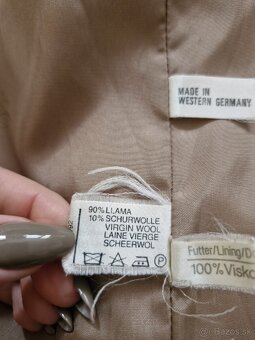 MADE IN
WESTERN GERMANY
90% LLAMA
10% SCHURWOLLE
VIRGIN WOOL
LAINE VIERGE
SCHEERWOL
P
Futter/Lining/D
100% Visko